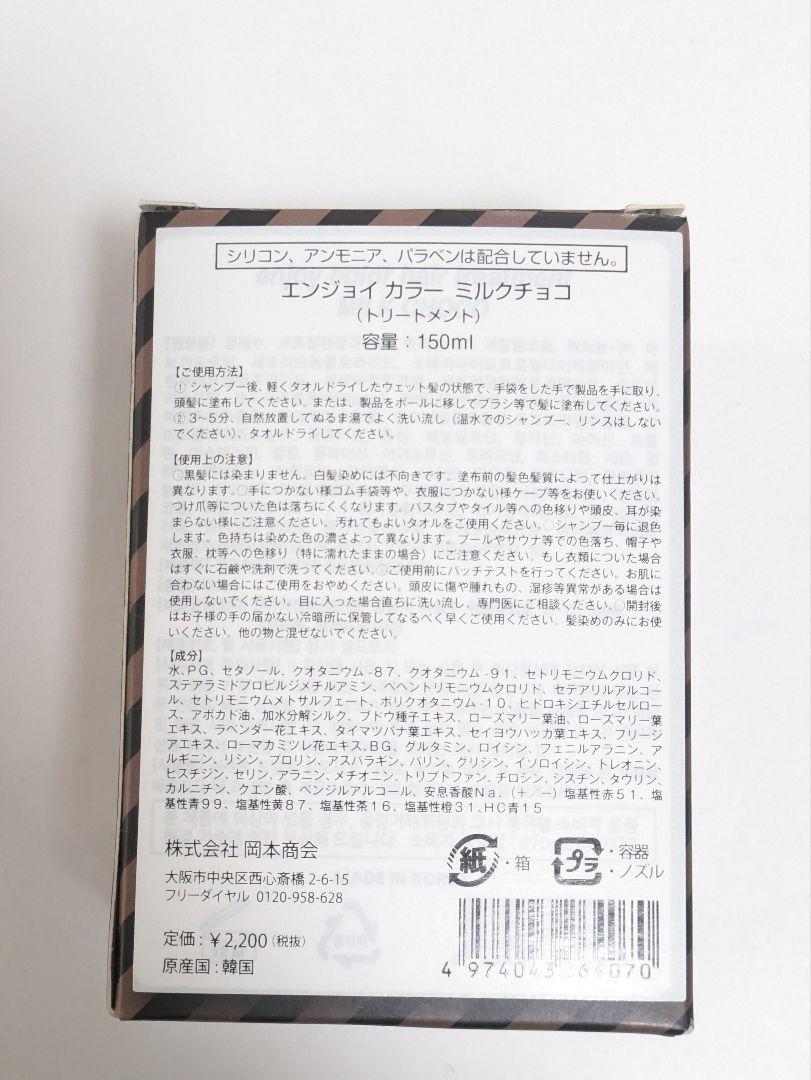 シリコン、アンモニア、パラベンは配合していません。
エンジョイ カラー ミルクチョコ
（トリートメント）
容量：150ml
【ご使用方法】
① シャンプー後、軽くタオルドライしたウェット髪の状態で、手袋をした手で製品を手に取り、
頭髪に塗布してください。または、製品をボールに移してブラシ等で髪に塗布してください。
② 3～5分、自然放置してぬるま湯でよく洗い流し（温水でのシャンプー、リンスはしない
でください）、タオルドライしてください。
【使用上の注意】
○黒髪には染まりません。白髪染めには不向きです。塗布前の髪色髪質によって仕上がりは
異なります。○手につかない様ゴム手袋等や、衣服につかない様ケープ等をお使いください。
つけ爪等についた色は落ちにくくなります。バスタブやタイル等への色移りや頭皮、耳が染
まらない様にご注意ください。汚れてもよいタオルをご使用ください。○シャンプー毎に退色
します。色持ちは染めた色の濃さよって異なります。プールやサウナ等での色落ち、帽子や
衣服、枕等への色移り（特に濡れたままの場合）にご注意ください。もし衣類についた場合
はすぐに石鹸や洗剤で洗ってください。○ご使用前にパッチテストを行ってください。お肌に
合わない場合にはご使用をおやめください。頭皮に傷や腫れもの、湿疹等異常がある場合は
使用しないでください。目に入った場合直ちに洗い流し、専門医にご相談ください。○開封後
はお子様の手の届かない冷暗所に保管してなるべく早くご使用ください。髪染めのみにお使
いください。他の物と混ぜないでください。
【成分】
水、PG、セタノール、クオタニウム -87、クオタニウム -91、セトリモニウムクロリド、
ステアラミドプロピルジメチルアミン、ベヘントリモニウムクロリド、セテアリルアルコー
ル、セトリモニウムメトサルフェート、ポリクオタニウム -10、ヒドロキシエチルセルロ
ース、アボカド油、加水分解シルク、ブドウ種子エキス、ローズマリー葉油、ローズマリー葉
エキス、ラベンダー花エキス、タイマツバナ葉エキス、セイヨウハッカ葉エキス、フリージ
アエキス、ローマカミツレ花エキス、BG、グルタミン、ロイシン、フェニルアラニン、ア
ルギニン、リシン、プロリン、アスパラギン、バリン、グリシン、イソロイシン、トレオニン、
ヒスチジン、セリン、アラニン、メチオニン、トリプトファン、チロシン、シスチン、タウリン、
カルニチン、クエン酸、ベンジルアルコール、安息香酸Na、（＋／－）塩基性赤51、塩
基性青99、塩基性黄87、塩基性茶16、塩基性橙31、HC青15
株式会社 岡本商会
大阪市中央区西心斎橋 2-6-15
フリーダイヤル 0120-958-628
紙 ・箱
プラ ・容器
・ノズル
定価：￥2,200（税抜）
原産国：韓国
4 974043 264070